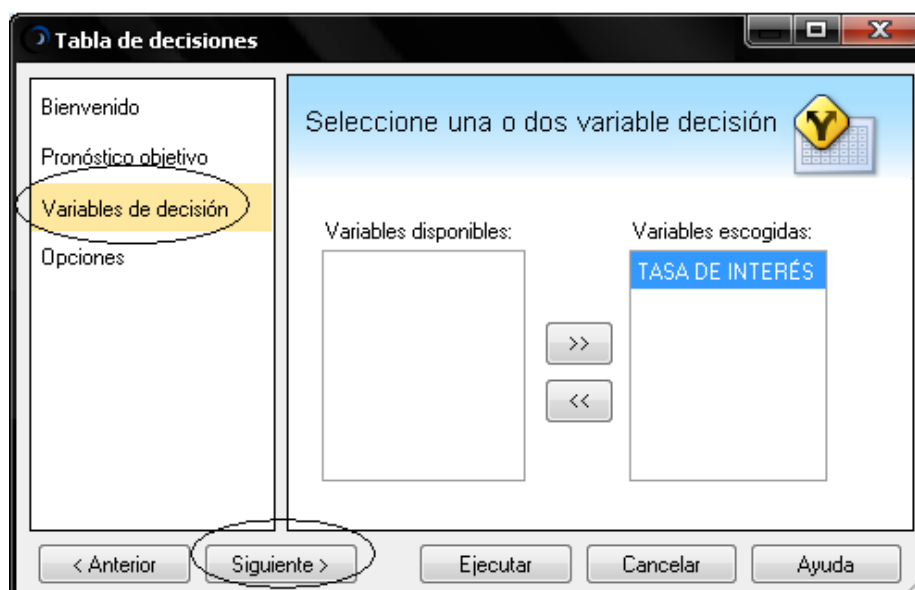 Tabla de decisiones
Bienvenido
Pronóstico objetivo
Variables de decisión
Opciones
Seleccione una o dos variable decisión
Variables disponibles:
Variables escogidas:
TASA DE INTERÉS
>>
<<
< Anterior
Siguiente >
Ejecutar
Cancelar
Ayuda